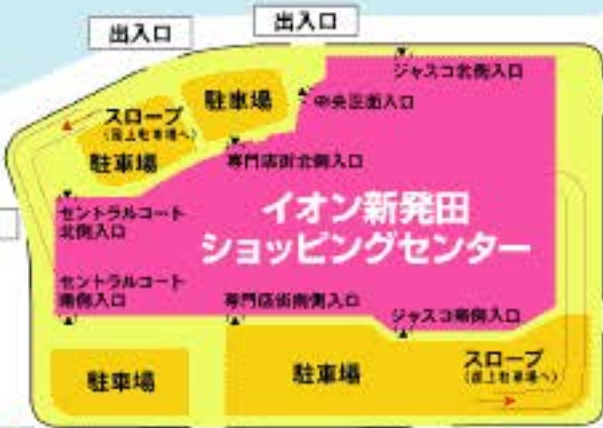 出入口
出入口
ジャスコ北側入口
中央正面入口
駐車場
スロープ
(屋上駐車場へ)
駐車場
専門店街北側入口
セントラルコート
北側入口
イオン新発田
ショッピングセンター
セントラルコート
南側入口
専門店街南側入口
ジャスコ南側入口
駐車場
駐車場
スロープ
(屋上駐車場へ)